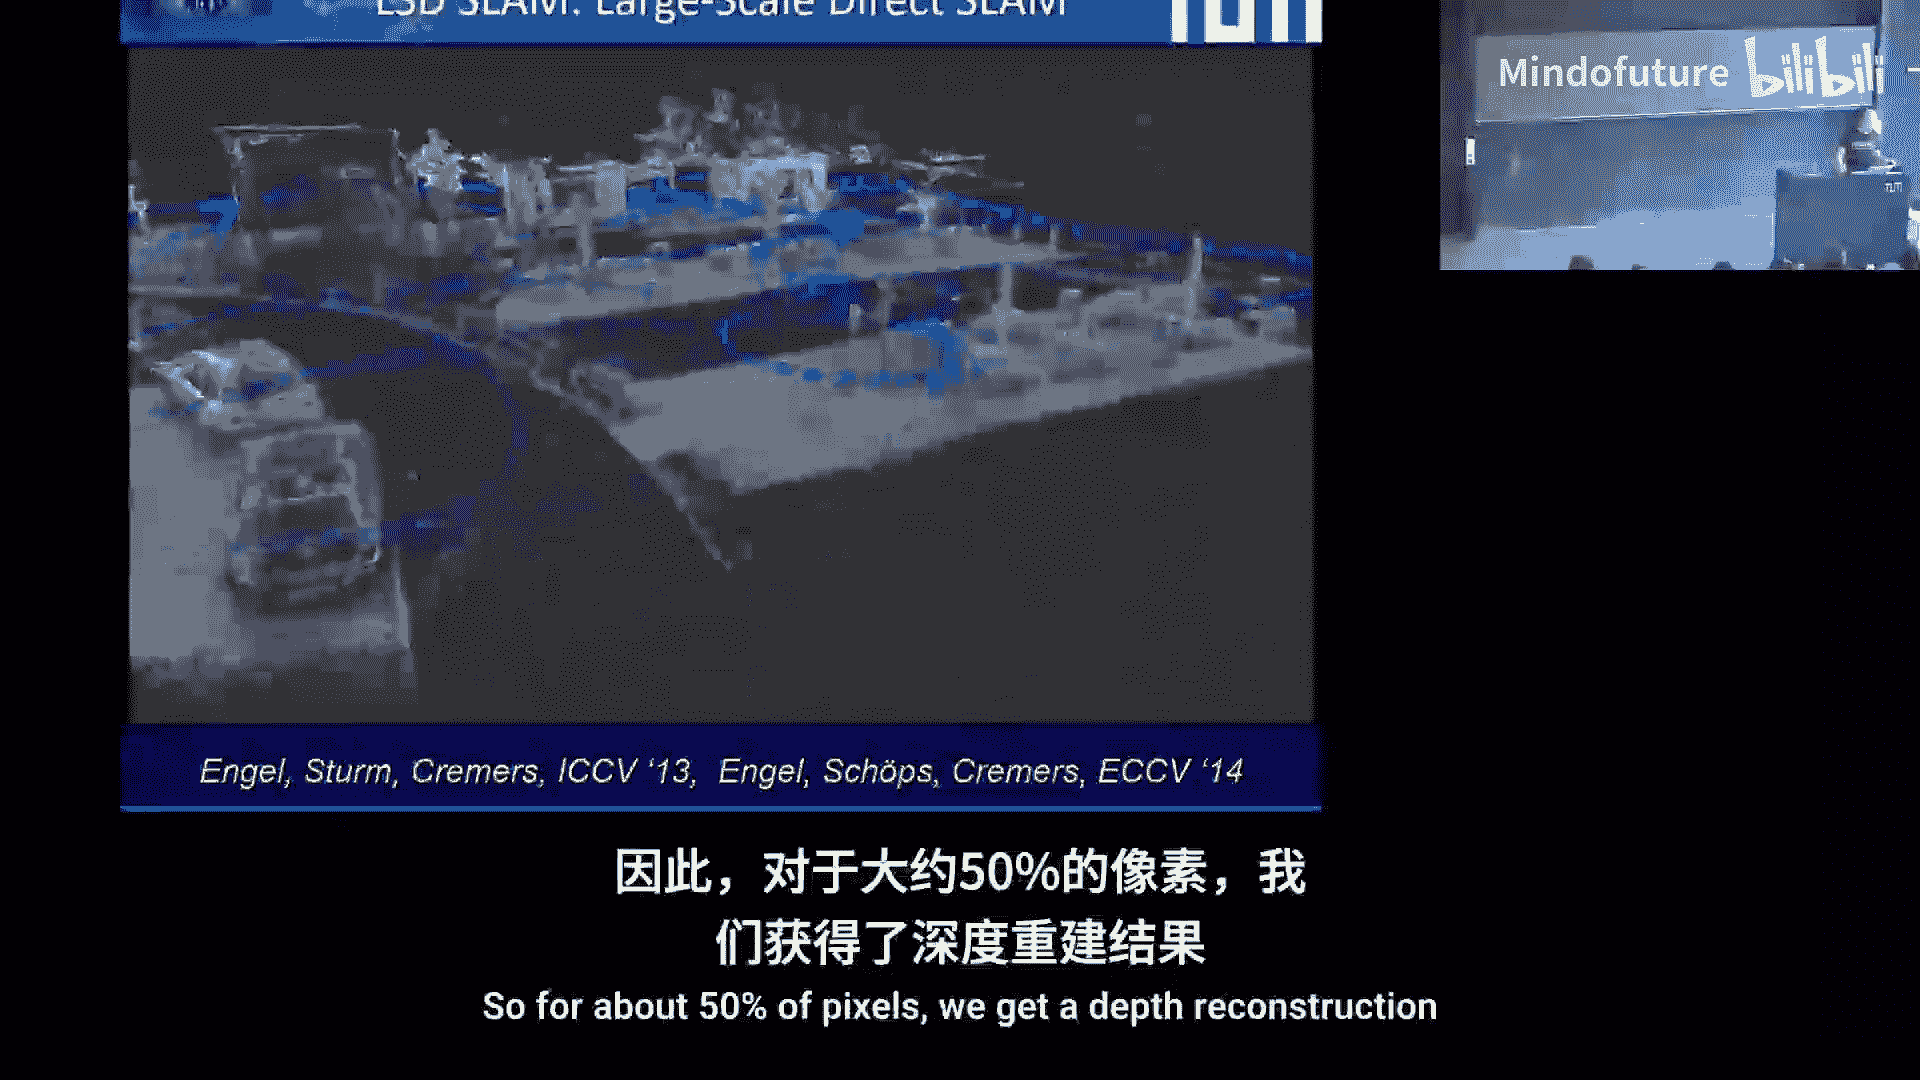 LSD SLAM: Large-Scale Direct SLAM
TUM
Mindofuture bilibili
TUM
Engel, Sturm, Cremers, ICCV ‘13, Engel, Schöps, Cremers, ECCV ‘14
因此，对于大约50%的像素，我
们获得了深度重建结果
So for about 50% of pixels, we get a depth reconstruction